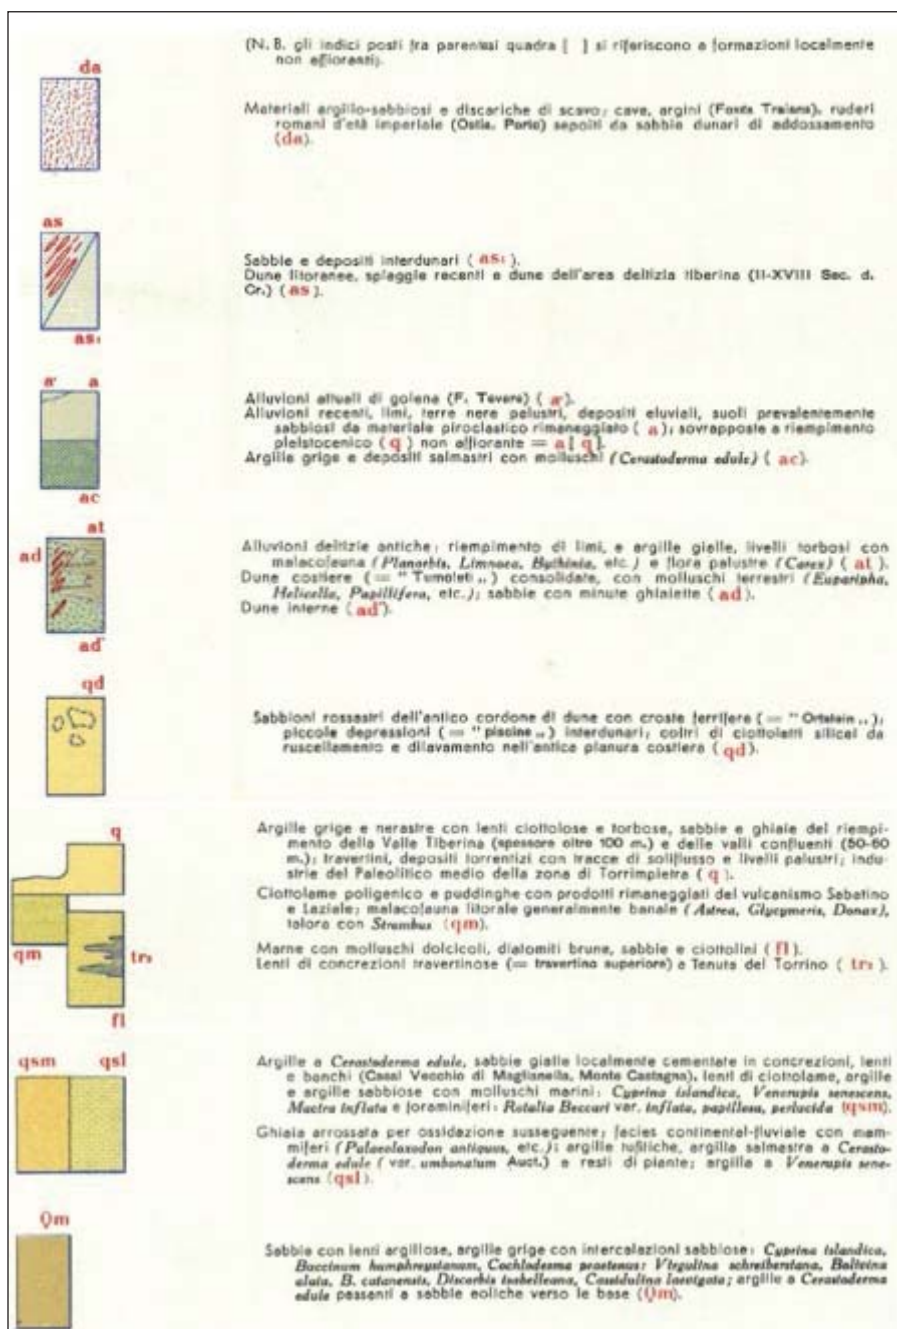 (N. B. gli indici posti fra parentesi quadra [ ] si riferiscono a formazioni localmente
non affioranti).
da
Materiali argillo-sabbiosi e discariche di scavo; cave, argini (Fossa Traiana), ruderi
romani d'età imperiale (Ostia, Porto) sepolti da sabbie dunari di addossamento
(da).
as
as₁
Sabbie e depositi interdunari ( as₁ ).
Dune litoranee, spiagge recenti e dune dell'area deltizia tiberina (II-XVIII Sec. d.
Cr.) ( as ).
a' a
ac
Alluvioni attuali di golena (F. Tevere) ( a' ).
Alluvioni recenti, limi, terre nere palustri, depositi eluviali, suoli prevalentemente
sabbiosi da materiale piroclastico rimaneggiato ( a ); sovrapposte a riempimento
pleistocenico ( q ) non affiorante = a [ q ].
Argille grigie e depositi salmastri con molluschi (Cerastoderma edule) ( ac ).
at
ad
ad'
Alluvioni deltizie antiche; riempimento di limi, e argille gialle, livelli torbosi con
malacofauna (Planorbis, Limnaea, Bythinia, etc.) e flora palustre (Carex) ( at ).
Dune costiere (= "Tumoleti „) consolidate, con molluschi terrestri (Euparipha,
Helicella, Papillifera, etc.); sabbie con minute ghiaiette ( ad ).
Dune interne ( ad' ).
qd
Sabbioni rossastri dell'antico cordone di dune con croste ferrifere (= "Ortstein „);
piccole depressioni (= "piscine „) interdunari; coltri di ciottoletti silicei da
ruscellamento e dilavamento nell'antica planura costiera ( qd ).
q
qm
tr₃
fl
Argille grigie e nerastre con lenti ciottolose e torbose, sabbie e ghiaie del riempi-
mento della Valle Tiberina (spessore oltre 100 m.) e delle valli confluenti (50-60
m.); travertini, depositi torrentizi con tracce di soliflusso e livelli palustri; indu-
strie del Paleolitico medio della zona di Torrimpietra ( q ).
Ciottolame poligenico e puddinghe con prodotti rimaneggiati del vulcanismo Sabatino
e Laziale; malacofauna litorale generalmente banale (Astrea, Glycymeris, Donax),
talora con Strombus (qm).
Marne con molluschi dolcicoli, diatomiti brune, sabbie e ciottolini ( fl ).
Lenti di concrezioni travertinose (= travertino superiore) a Tenuta del Torrino ( tr₃ ).
qsm qsl
Argille a Cerastoderma edule, sabbie gialle localmente cementate in concrezioni, lenti
e banchi (Casal Vecchio di Maglianella, Monte Castagna), lenti di ciottolame, argille
e argille sabbiose con molluschi marini: Cyprina islandica, Venerupis senescens,
Mactra inflata e foraminiferi: Rotalia Beccari var. inflata, papillosa, perlucida (qsm).
Ghiaia arrossata per ossidazione susseguente; facies continental-fluviale con mam-
miferi (Palaeoloxodon antiquus, etc.); argille tufitiche, argilla salmastra a Cerasto-
derma edule ( var. umbonatum Auct.) e resti di piante; argilla a Venerupis sene-
scens (qsl).
Qm
Sabbie con lenti argillose, argille grigie con intercalazioni sabbiose: Cyprina islandica,
Buccinum humphreysianum, Cochlodesma praetenue; Virgulina schreibersiana, Bolivina
alata, B. catanensis, Discorbis isabelleana, Cassidulina laevigata; argille a Cerastoderma
edule passanti a sabbie eoliche verso la base (Qm).